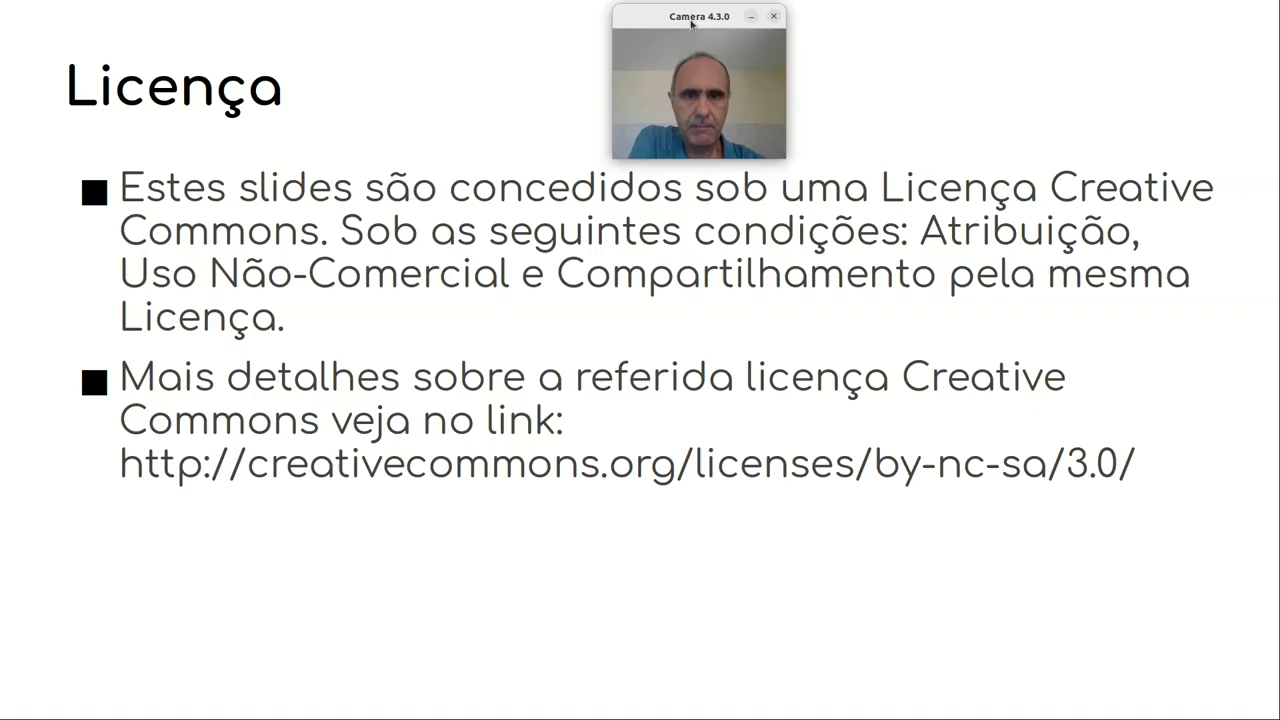 Camera 4.3.0
Licença
Estes slides são concedidos sob uma Licença Creative
Commons. Sob as seguintes condições: Atribuição,
Uso Não-Comercial e Compartilhamento pela mesma
Licença.
Mais detalhes sobre a referida licença Creative
Commons veja no link:
http://creativecommons.org/licenses/by-nc-sa/3.0/